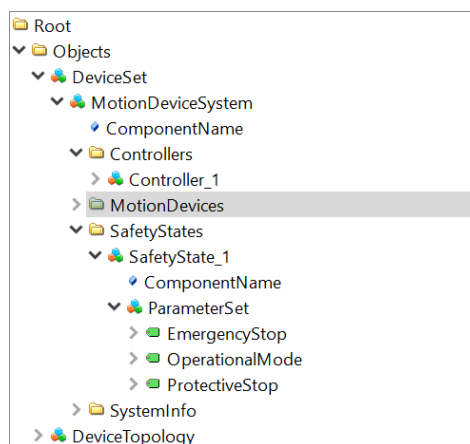 Root
Objects
DeviceSet
MotionDeviceSystem
ComponentName
Controllers
Controller_1
MotionDevices
SafetyStates
SafetyState_1
ComponentName
ParameterSet
EmergencyStop
OperationalMode
ProtectiveStop
SystemInfo
DeviceTopology